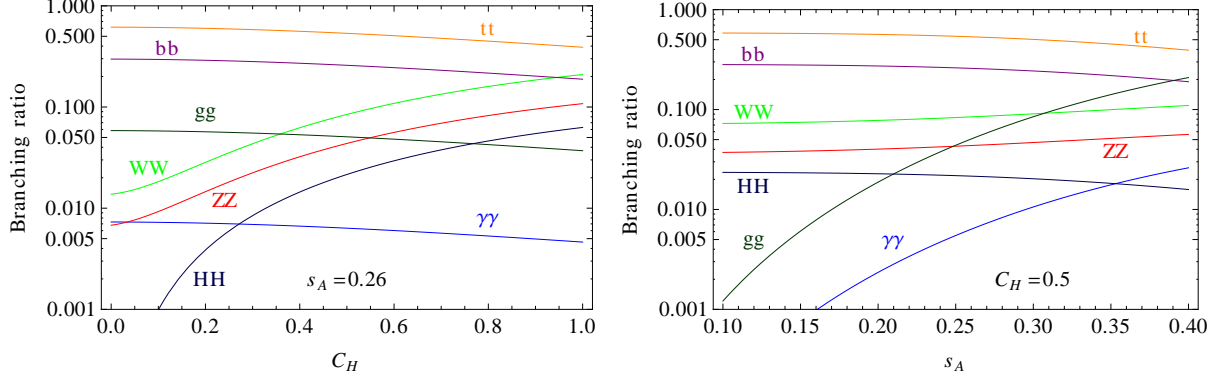 1.000
0.500
0.100
0.050
0.010
0.005
0.001
Branching ratio
tt
bb
gg
WW
ZZ
γγ
HH
s_A = 0.26
0.0 0.2 0.4 0.6 0.8 1.0
C_H
1.000
0.500
0.100
0.050
0.010
0.005
0.001
Branching ratio
tt
bb
WW
ZZ
HH
gg
γγ
C_H = 0.5
0.10 0.15 0.20 0.25 0.30 0.35 0.40
s_A